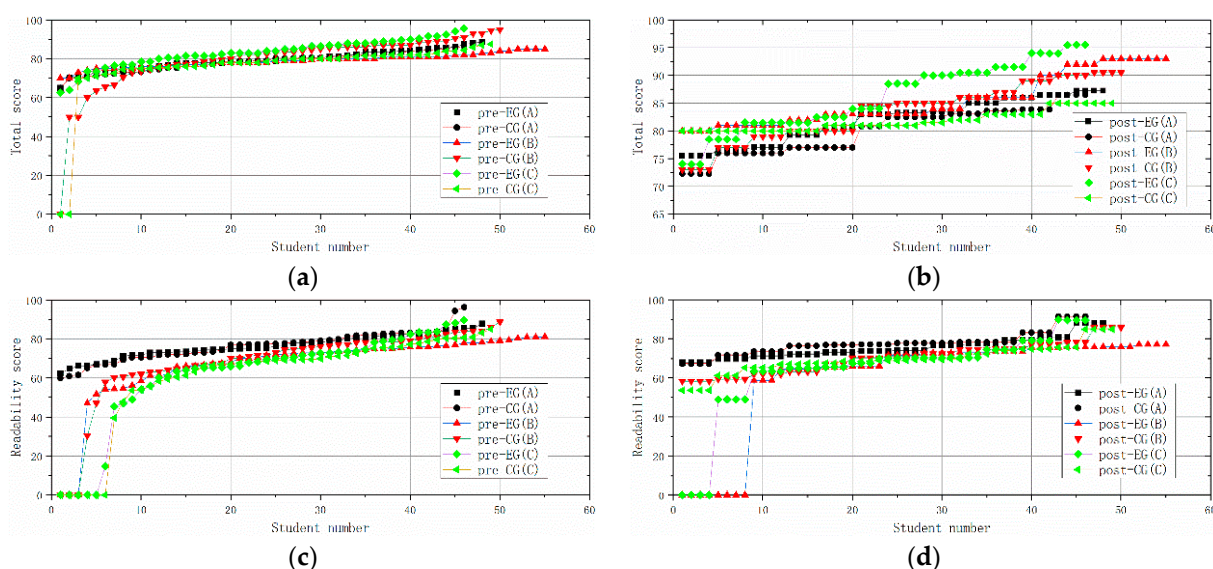 100
80
60
40
20
0
Total score
pre-EG(A)
pre-CG(A)
pre-EG(B)
pre-CG(B)
pre-EG(C)
pre CG(C)
0 10 20 30 40 50 60
Student number
(a)
100
95
90
85
80
75
70
65
Total score
post-EG(A)
post-CG(A)
post EG(B)
post CG(B)
post-EG(C)
post-CG(C)
0 10 20 30 40 50 60
Student number
(b)
100
80
60
40
20
0
Readability score
pre-EG(A)
pre-CG(A)
pre-EG(B)
pre-CG(B)
pre-EG(C)
pre CG(C)
0 10 20 30 40 50 60
Student number
(c)
100
80
60
40
20
0
Readability score
post-EG(A)
post CG(A)
post-EG(B)
post-CG(B)
post-EG(C)
post-CG(C)
0 10 20 30 40 50 60
Student number
(d)